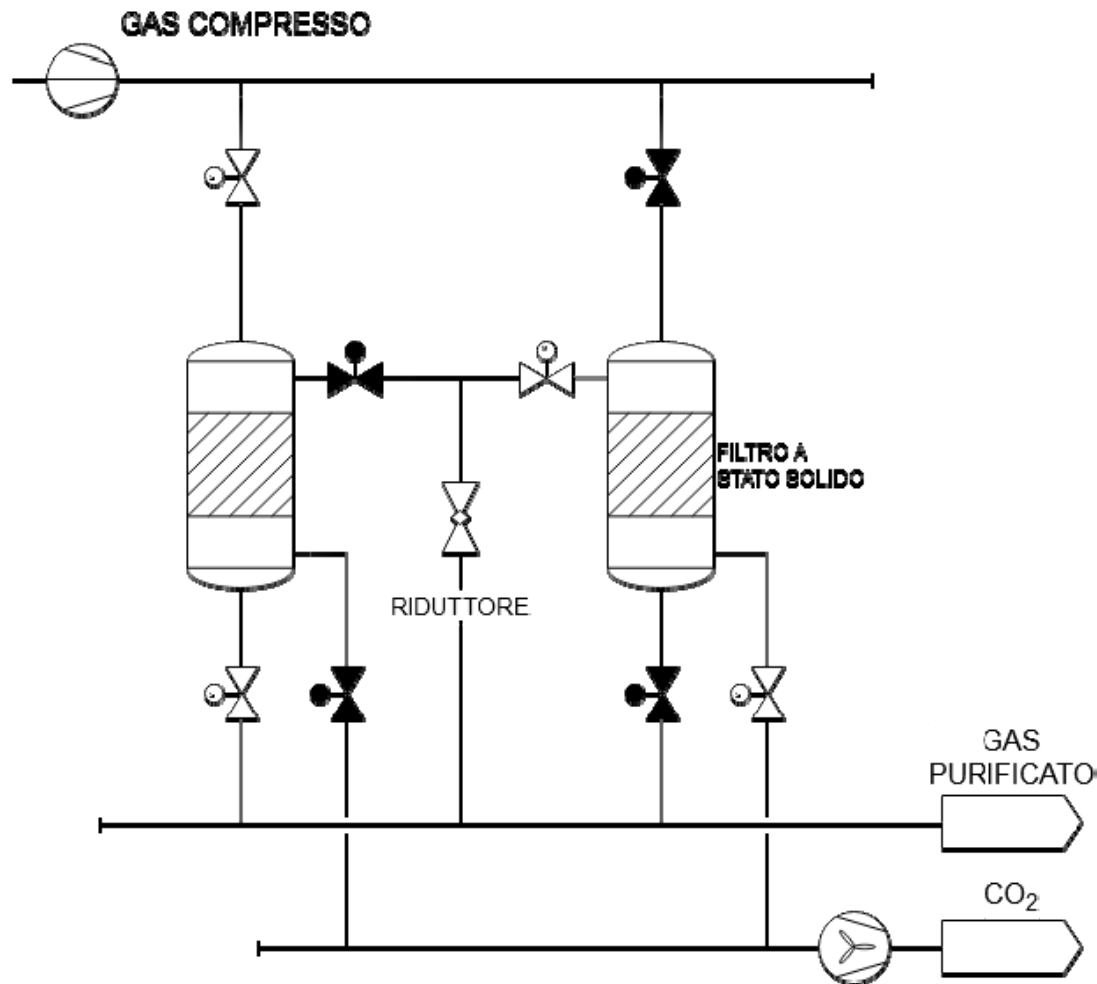 GAS COMPRESSO
FILTRO A
STATO SOLIDO
RIDUTTORE
GAS
PURIFICATO
CO₂